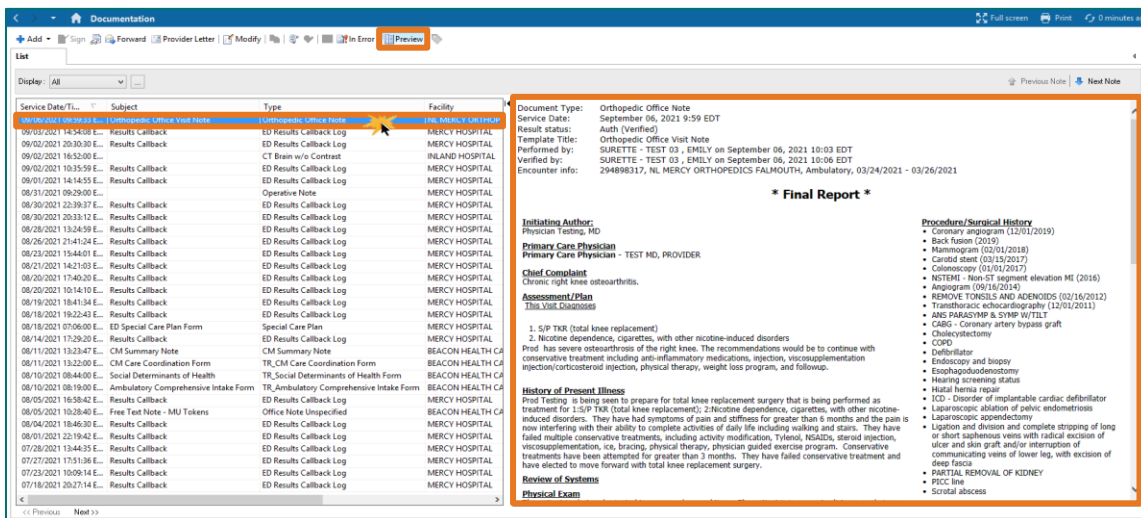 Documentation
Full screen Print 0 minutes a
Add Sign Forward Provider Letter Modify In Error Preview
List
Display: All ... Previous Note Next Note
Service Date/Ti... Subject Type Facility
09/06/2021 09:59:33 E... Orthopedic Office Visit Note Orthopedic Office Note NL MERCY ORTHOP
09/03/2021 14:54:08 E... Results Callback ED Results Callback Log MERCY HOSPITAL
09/02/2021 20:30:30 E... Results Callback ED Results Callback Log MERCY HOSPITAL
09/02/2021 16:52:00 E... CT Brain w/o Contrast INLAND HOSPITAL
09/02/2021 10:35:59 E... Results Callback ED Results Callback Log MERCY HOSPITAL
09/01/2021 14:14:55 E... Results Callback ED Results Callback Log MERCY HOSPITAL
08/31/2021 09:29:00 E... Operative Note MERCY HOSPITAL
08/30/2021 22:39:37 E... Results Callback ED Results Callback Log MERCY HOSPITAL
08/30/2021 20:33:12 E... Results Callback ED Results Callback Log MERCY HOSPITAL
08/28/2021 13:24:59 E... Results Callback ED Results Callback Log MERCY HOSPITAL
08/26/2021 21:41:24 E... Results Callback ED Results Callback Log MERCY HOSPITAL
08/23/2021 15:44:01 E... Results Callback ED Results Callback Log MERCY HOSPITAL
08/21/2021 14:21:03 E... Results Callback ED Results Callback Log MERCY HOSPITAL
08/20/2021 17:40:20 E... Results Callback ED Results Callback Log MERCY HOSPITAL
08/20/2021 10:14:10 E... Results Callback ED Results Callback Log MERCY HOSPITAL
08/19/2021 18:41:34 E... Results Callback ED Results Callback Log MERCY HOSPITAL
08/18/2021 19:22:43 E... Results Callback ED Results Callback Log MERCY HOSPITAL
08/18/2021 07:06:00 E... ED Special Care Plan Form Special Care Plan MERCY HOSPITAL
08/14/2021 17:29:20 E... Results Callback ED Results Callback Log MERCY HOSPITAL
08/11/2021 13:23:47 E... CM Summary Note CM Summary Note BEACON HEALTH CA
08/11/2021 13:22:00 E... CM Care Coordination Form TR_CM Care Coordination Form BEACON HEALTH CA
08/10/2021 08:44:00 E... Social Determinants of Health TR_Social Determinants of Health Form BEACON HEALTH CA
08/10/2021 08:19:00 E... Ambulatory Comprehensive Intake Form TR_Ambulatory Comprehensive Intake Form BEACON HEALTH CA
08/05/2021 16:58:42 E... Results Callback ED Results Callback Log MERCY HOSPITAL
08/05/2021 10:28:40 E... Free Text Note - MU Tokens Office Note Unspecified BEACON HEALTH CA
08/04/2021 18:46:30 E... Results Callback ED Results Callback Log MERCY HOSPITAL
08/01/2021 22:19:42 E... Results Callback ED Results Callback Log MERCY HOSPITAL
07/28/2021 13:44:35 E... Results Callback ED Results Callback Log MERCY HOSPITAL
07/27/2021 17:51:36 E... Results Callback ED Results Callback Log MERCY HOSPITAL
07/23/2021 10:09:14 E... Results Callback ED Results Callback Log MERCY HOSPITAL
07/18/2021 20:27:14 E... Results Callback ED Results Callback Log MERCY HOSPITAL
<< Previous Next >>
Document Type: Orthopedic Office Note
Service Date: September 06, 2021 9:59 EDT
Result status: Auth (Verified)
Template Title: Orthopedic Office Visit Note
Performed by: SURETTE - TEST 03 , EMILY on September 06, 2021 10:03 EDT
Verified by: SURETTE - TEST 03 , EMILY on September 06, 2021 10:06 EDT
Encounter info: 294898317, NL MERCY ORTHOPEDICS FALMOUTH, Ambulatory, 03/24/2021 - 03/26/2021
* Final Report *
Initiating Author:
Physician Testing, MD
Primary Care Physician
Primary Care Physician - TEST MD, PROVIDER
Chief Complaint
Chronic right knee osteoarthritis.
Assessment/Plan
This Visit Diagnoses
1. S/P TKR (total knee replacement)
2. Nicotine dependence, cigarettes, with other nicotine-induced disorders
Prod has severe osteoarthrosis of the right knee. The recommendations would be to continue with
conservative treatment including anti-inflammatory medications, injection, viscosupplementation
injection/corticosteroid injection, physical therapy, weight loss program, and followup.
History of Present Illness
Prod Testing is being seen to prepare for knee replacement surgery that is being performed as
treatment for 1:S/P TKR (total knee replacement); 2:Nicotine dependence, cigarettes, with other nicotine-
induced disorders. They have had symptoms of pain and stiffness for greater than 6 months and the pain is
now interfering with their ability to complete activities of daily life including walking and stairs. They have
failed multiple conservative treatments, including activity modification, Tylenol, NSAIDs, steroid injection,
viscosupplementation, ice, bracing, physical therapy, physician guided exercise program. Conservative
treatments have been attempted for greater than 3 months. They have failed conservative treatment and
have elected to move forward with total knee replacement surgery.
Review of Systems
Physical Exam
Procedure/Surgical History
• Coronary angiogram (12/01/2019)
• Back fusion (2019)
• Mammogram (02/01/2018)
• Carotid stent (03/15/2017)
• Colonoscopy (01/01/2017)
• NSTEMI - Non-ST segment elevation MI (2016)
• Angiogram (09/16/2014)
• REMOVE TONSILS AND ADENOIDS (02/16/2012)
• Transthoracic echocardiography (12/01/2011)
• ANS PARASYMP & SYMP W/TILT
• CABG - Coronary artery bypass graft
• Cholecystectomy
• COPD
• Defibrillator
• Endoscopy and biopsy
• Esophagoduodenostomy
• Hearing screening status
• Hiatal hernia repair
• ICD - Disorder of implantable cardiac defibrillator
• Laparoscopic ablation of pelvic endometriosis
• Laparoscopic appendectomy
• Ligation and division and complete stripping of long
or short saphenous veins with radical excision of
ulcer and skin graft and/or interruption of
communicating veins of lower leg, with excision of
deep fascia
• PARTIAL REMOVAL OF KIDNEY
• PICC line
• Scrotal abscess